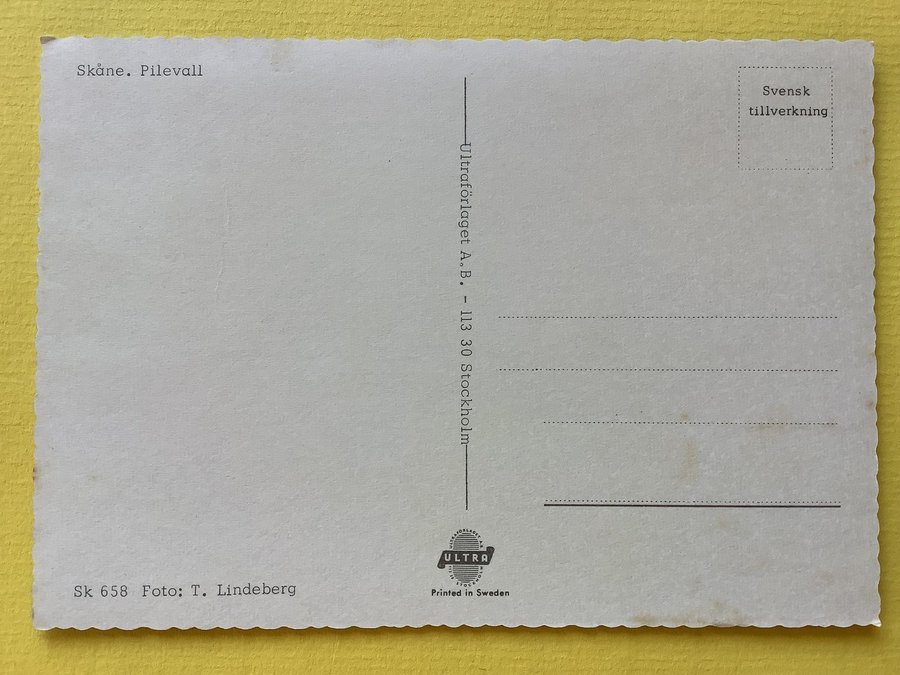 Skåne. Pilevall
Svensk
tillverkning
Ultraförlaget A.B. - 113 30 Stockholm
ULTRA
Printed in Sweden
Sk 658 Foto: T. Lindeberg